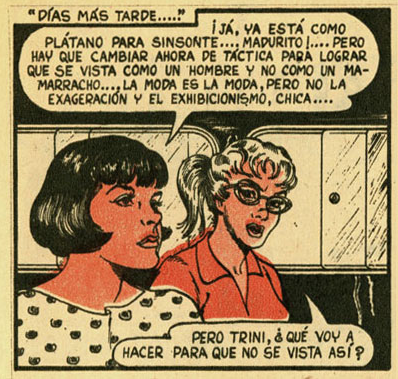 "DÍAS MÁS TARDE....."
¡JÁ, YA ESTÁ COMO
PLÁTANO PARA SINSONTE...., MADURITO!.... PERO
HAY QUE CAMBIAR AHORA DE TÁCTICA PARA LOGRAR
QUE SE VISTA COMO UN HOMBRE Y NO COMO UN MA-
MARRACHO...., LA MODA ES LA MODA, PERO NO LA
EXAGERACIÓN Y EL EXHIBICIONISMO, CHICA....
PERO TRINI, ¿QUÉ VOY A
HACER PARA QUE NO SE VISTA ASÍ?